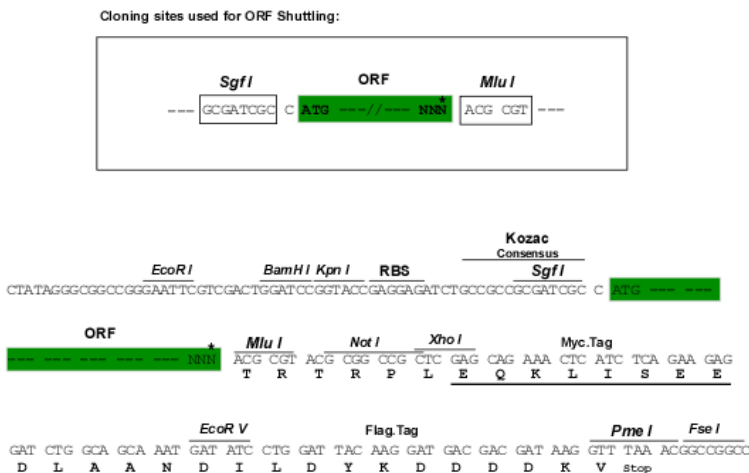 Cloning sites used for ORF Shuttling:
Sgf I ORF Mlu I
--- GCGATCGC C ATG ---//--- NNN* ACG CGT ---
Kozac
Consensus
EcoR I BamH I Kpn I RBS Sgf I
CTATAGGGCGGCCGGGAATTCGTCGACTGGATCCGGTACCGAGGAGATCTGCCGCCGCGATCGC C ATG --- ---
ORF Mlu I Not I Xho I Myc.Tag
--- --- --- --- --- NNN* ACG CGT ACG CGG CCG CTC GAG CAG AAA CTC ATC TCA GAA GAG
T R T R P L E Q K L I S E E
EcoR V Flag.Tag Pme I Fse I
GAT CTG GCA GCA AAT GAT ATC CTG GAT TAC AAG GAT GAC GAC GAT AAG GTT TAA ACGGCCGGCC
D L A A N D I L D Y K D D D D K V Stop